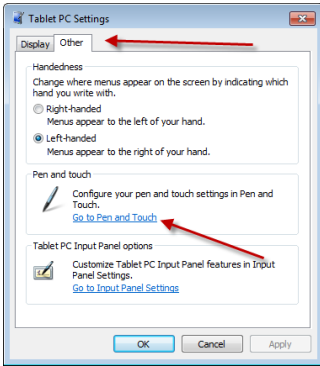 Tablet PC Settings
Display
Other
Handedness
Change where menus appear on the screen by indicating which
hand you write with.
Right-handed
Menus appear to the left of your hand.
Left-handed
Menus appear to the right of your hand.
Pen and touch
Configure your pen and touch settings in Pen and
Touch.
Go to Pen and Touch
Tablet PC Input Panel options
Customize Tablet PC Input Panel features in Input
Panel Settings.
Go to Input Panel Settings
OK
Cancel
Apply